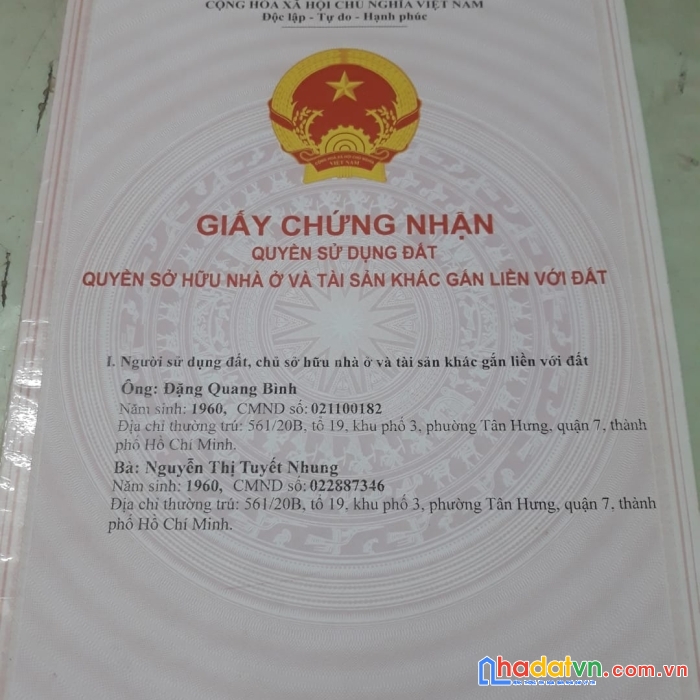 CỘNG HÒA XÃ HỘI CHỦ NGHĨA VIỆT NAM
Độc lập - Tự do - Hạnh phúc
VIỆT NAM
GIẤY CHỨNG NHẬN
QUYỀN SỬ DỤNG ĐẤT
QUYỀN SỞ HỮU NHÀ Ở VÀ TÀI SẢN KHÁC GẮN LIỀN VỚI ĐẤT
I. Người sử dụng đất, chủ sở hữu nhà ở và tài sản khác gắn liền với đất
Ông: Đặng Quang Bình
Năm sinh: 1960, CMND số: 021100182
Địa chỉ thường trú: 561/20B, tổ 19, khu phố 3, phường Tân Hưng, quận 7, thành
phố Hồ Chí Minh.
Bà: Nguyễn Thị Tuyết Nhung
Năm sinh: 1960, CMND số: 022887346
Địa chỉ thường trú: 561/20B, tổ 19, khu phố 3, phường Tân Hưng, quận 7, thành
phố Hồ Chí Minh.
nhadatvn.com.vn